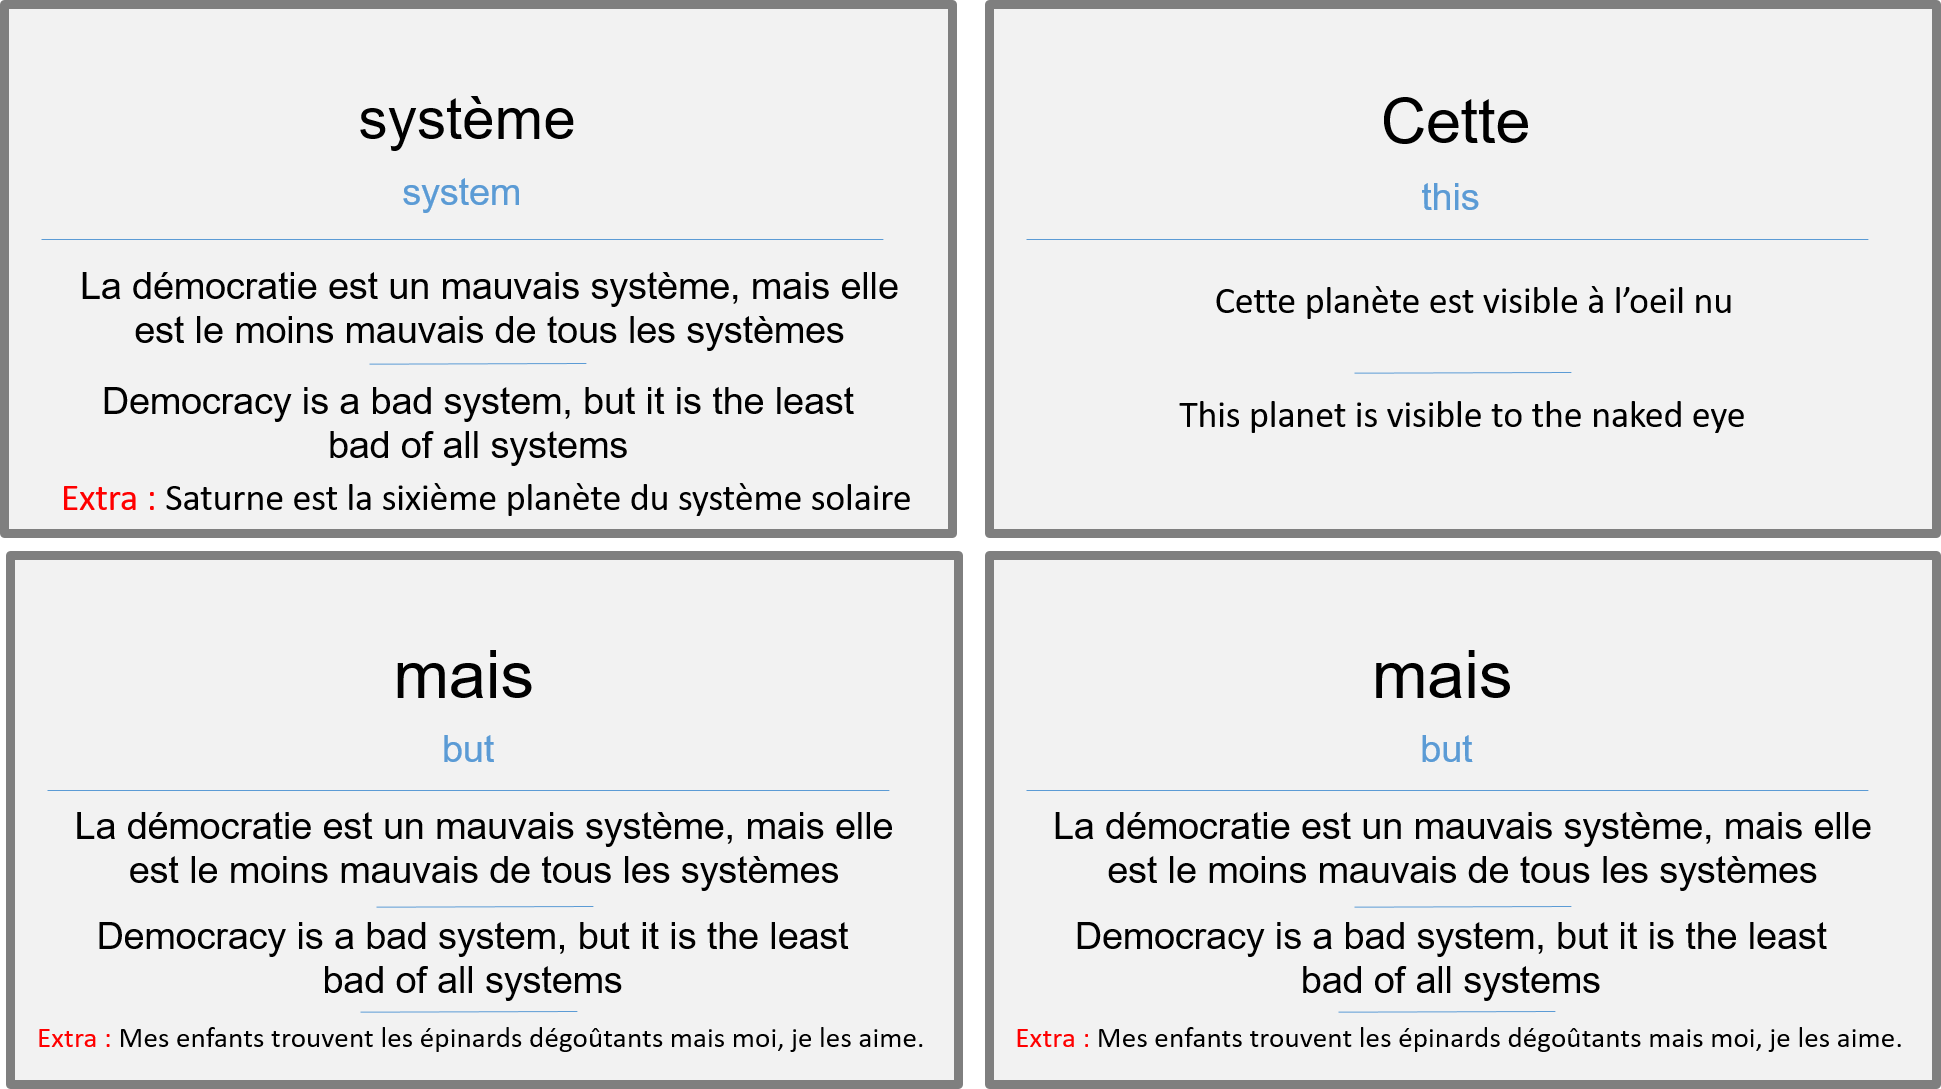 système
system
La démocratie est un mauvais système, mais elle
est le moins mauvais de tous les systèmes
Democracy is a bad system, but it is the least
bad of all systems
Extra : Saturne est la sixième planète du système solaire
Cette
this
Cette planète est visible à l’oeil nu
This planet is visible to the naked eye
mais
but
La démocratie est un mauvais système, mais elle
est le moins mauvais de tous les systèmes
Democracy is a bad system, but it is the least
bad of all systems
Extra : Mes enfants trouvent les épinards dégoûtants mais moi, je les aime.
mais
but
La démocratie est un mauvais système, mais elle
est le moins mauvais de tous les systèmes
Democracy is a bad system, but it is the least
bad of all systems
Extra : Mes enfants trouvent les épinards dégoûtants mais moi, je les aime.